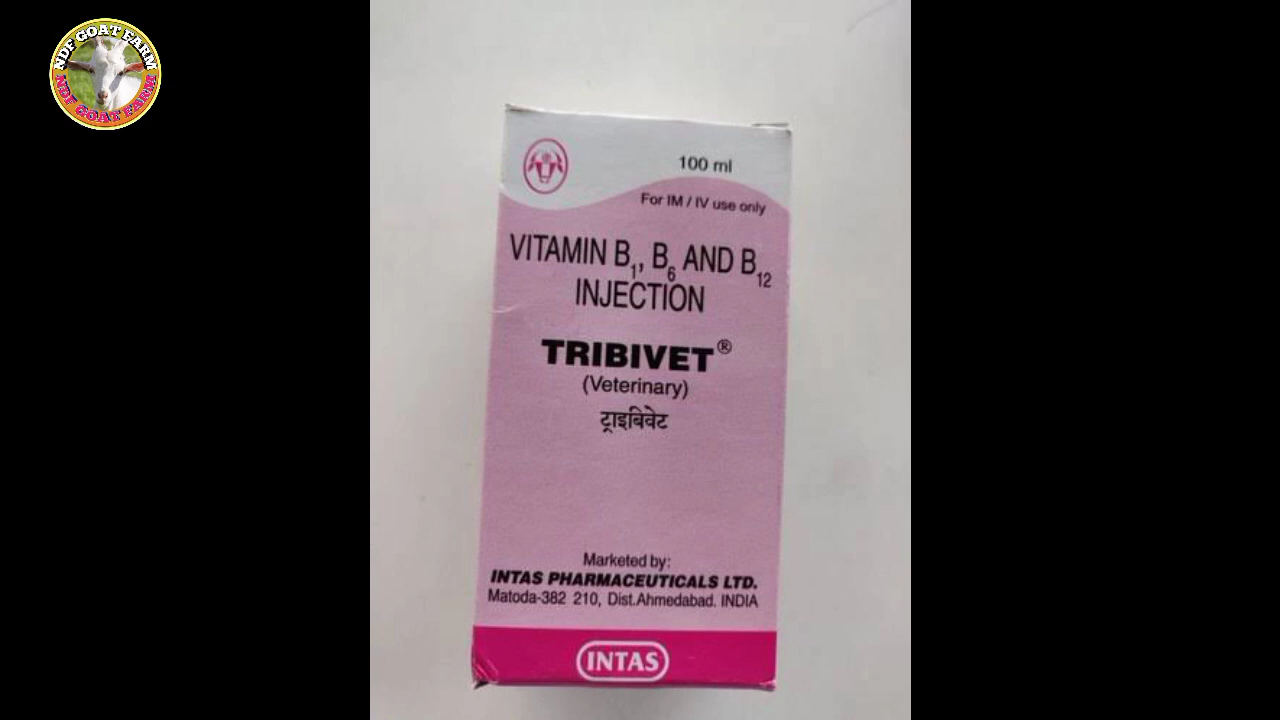 NDF GOAT FARM
NDF GOAT FARM
100 ml
For IM / IV use only
VITAMIN B1, B6 AND B12
INJECTION
TRIBIVET®
(Veterinary)
ट्राइबिवेट
Marketed by:
INTAS PHARMACEUTICALS LTD.
Matoda-382 210, Dist.Ahmedabad. INDIA
INTAS